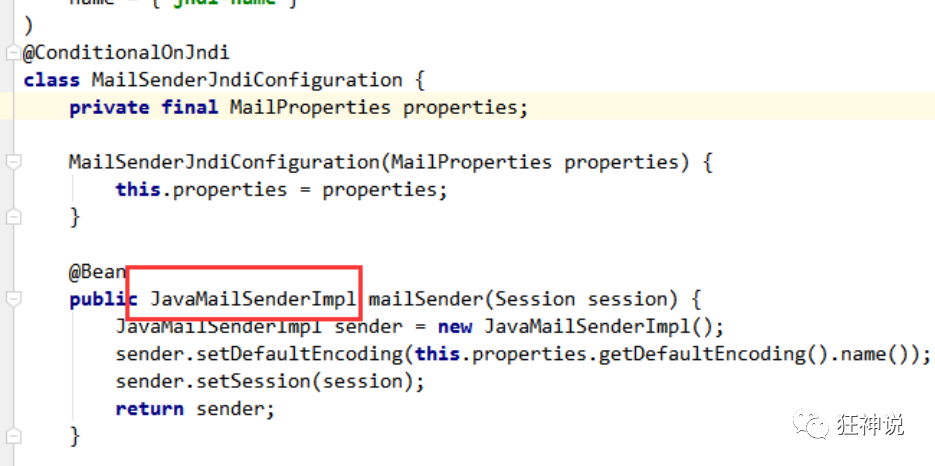 name = { "jndi-name" }
)
@ConditionalOnJndi
class MailSenderJndiConfiguration {
    private final MailProperties properties;
    MailSenderJndiConfiguration(MailProperties properties) {
        this.properties = properties;
    }
    @Bean
    public JavaMailSenderImpl mailSender(Session session) {
        JavaMailSenderImpl sender = new JavaMailSenderImpl();
        sender.setDefaultEncoding(this.properties.getDefaultEncoding().name());
        sender.setSession(session);
        return sender;
    }
狂神说